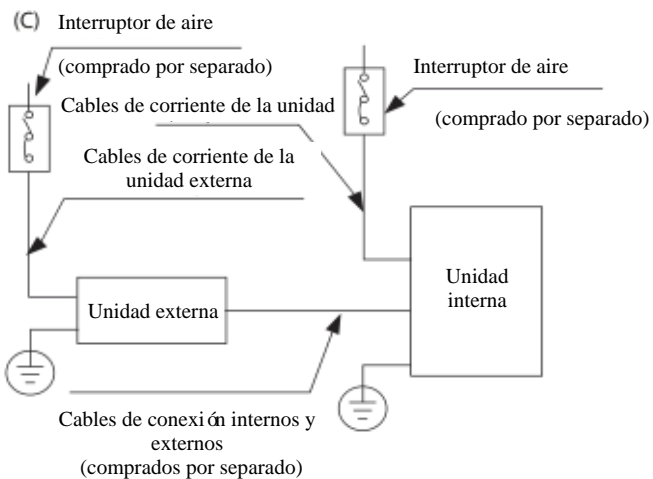 (C) Interruptor de aire
(comprado por separado)
Interruptor de aire
(comprado por separado)
Cables de corriente de la unidad
Cables de corriente de la
unidad externa
Unidad
interna
Unidad externa
Cables de conexión internos y
externos
(comprados por separado)